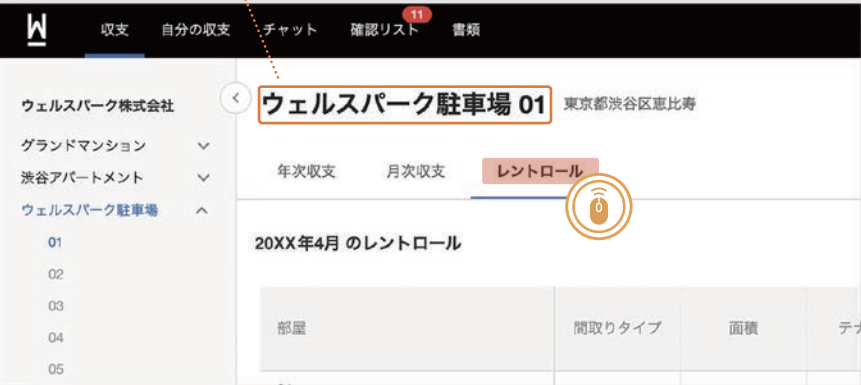 W
収支 自分の収支 チャット 確認リスト 11 書類
ウェルスパーク株式会社
グランドマンション
渋谷アパートメント
ウェルスパーク駐車場
01
02
03
04
05
ウェルスパーク駐車場 01 東京都渋谷区恵比寿
年次収支 月次収支 レントロール
20XX年4月 のレントロール
部屋 間取りタイプ 面積